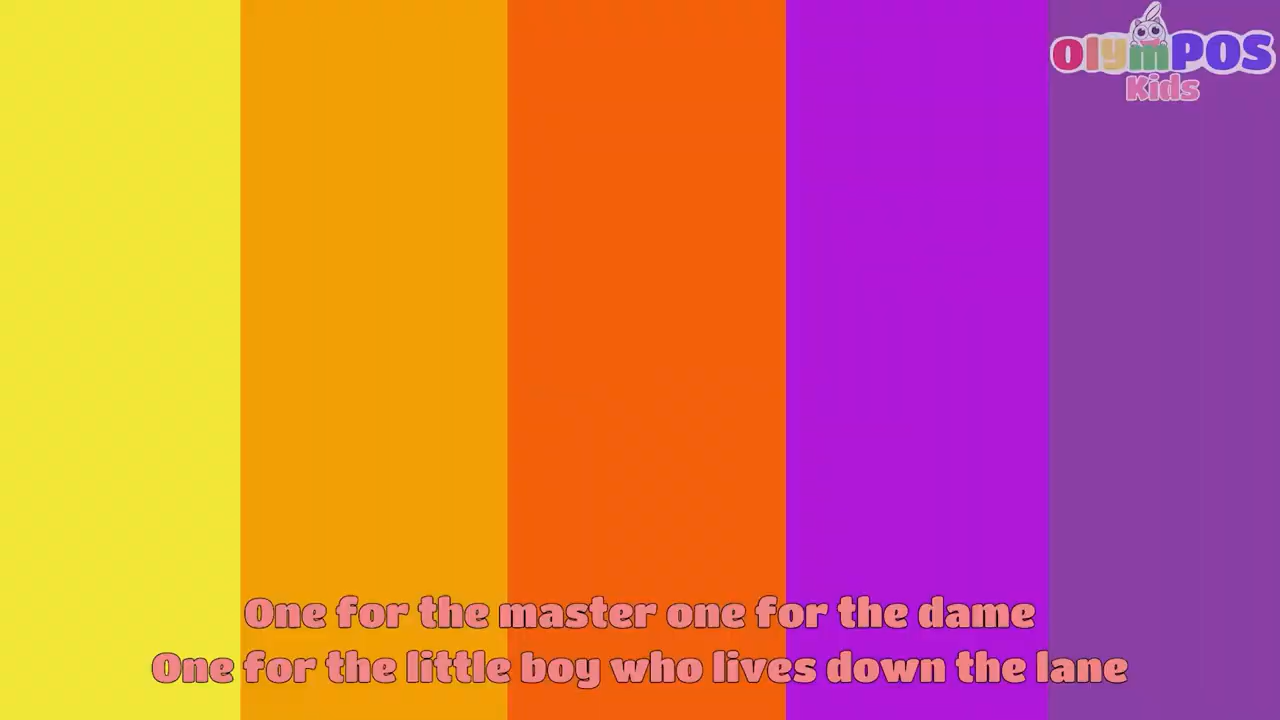 OlymPOS
Kids
One for the master one for the dame
One for the little boy who lives down the lane